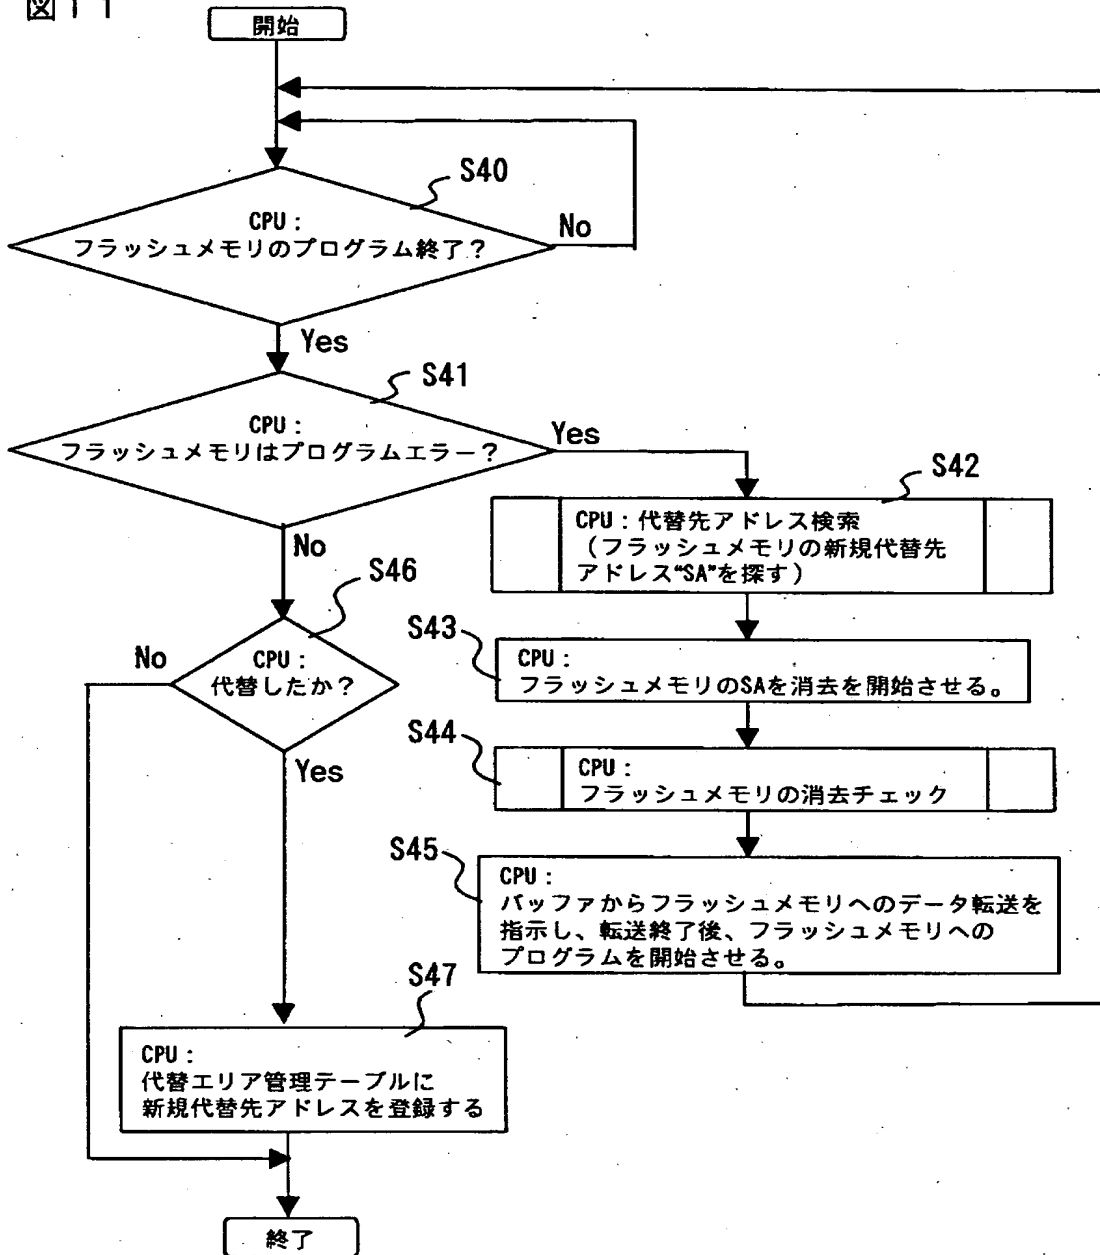 図11
開始
S40
CPU：
フラッシュメモリのプログラム終了？
No
Yes
S41
CPU：
フラッシュメモリはプログラムエラー？
Yes
No
S42
CPU：代替先アドレス検索
（フラッシュメモリの新規代替先
アドレス“SA”を探す）
S43
CPU：
フラッシュメモリのSAを消去を開始させる。
S44
CPU：
フラッシュメモリの消去チェック
S45
CPU：
バッファからフラッシュメモリへのデータ転送を
指示し、転送終了後、フラッシュメモリへの
プログラムを開始させる。
S46
CPU：
代替したか？
No
Yes
S47
CPU：
代替エリア管理テーブルに
新規代替先アドレスを登録する
終了